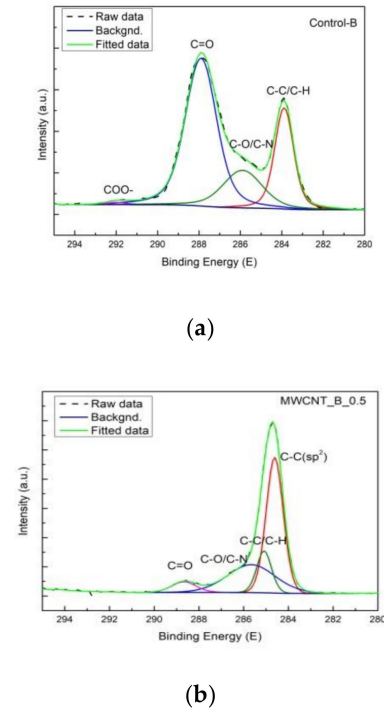 (a)
Raw data
Backgnd.
Fitted data
Control-B
C=O
C-C/C-H
C-O/C-N
COO-
Intensity (a.u.)
294 292 290 288 286 284 282 280
Binding Energy (E)
(a)
Raw data
Backgnd.
Fitted data
MWCNT_B_0.5
C-C(sp²)
C-C/C-H
C-O/C-N
C=O
Intensity (a.u.)
294 292 290 288 286 284 282 280
Binding Energy (E)
(b)